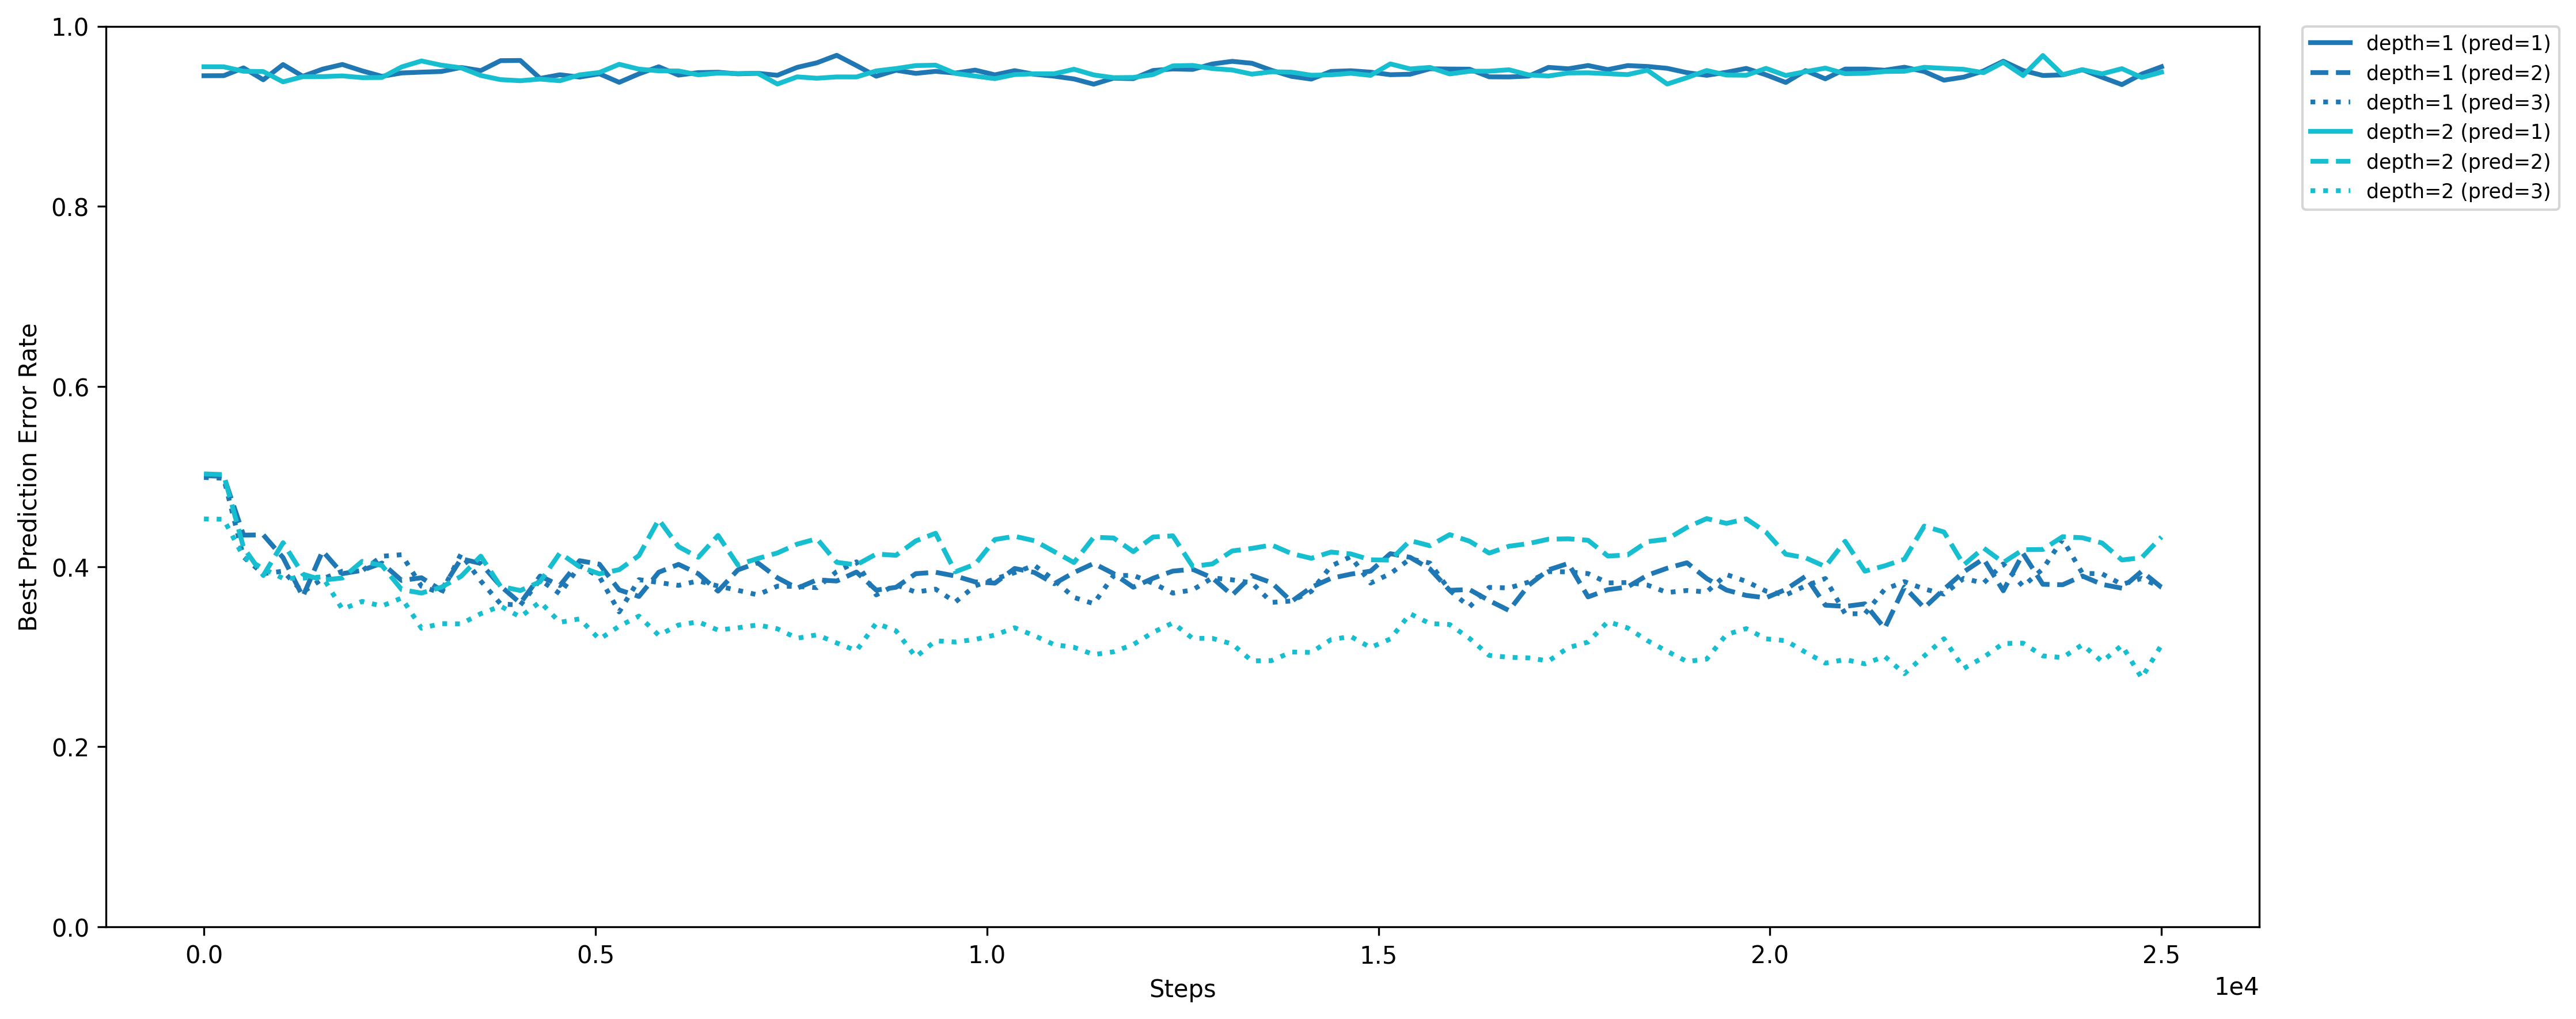 1.0
0.8
0.6
0.4
0.2
0.0
Best Prediction Error Rate
0.0 0.5 1.0 1.5 2.0 2.5
1e4
Steps
depth=1 (pred=1)
depth=1 (pred=2)
depth=1 (pred=3)
depth=2 (pred=1)
depth=2 (pred=2)
depth=2 (pred=3)